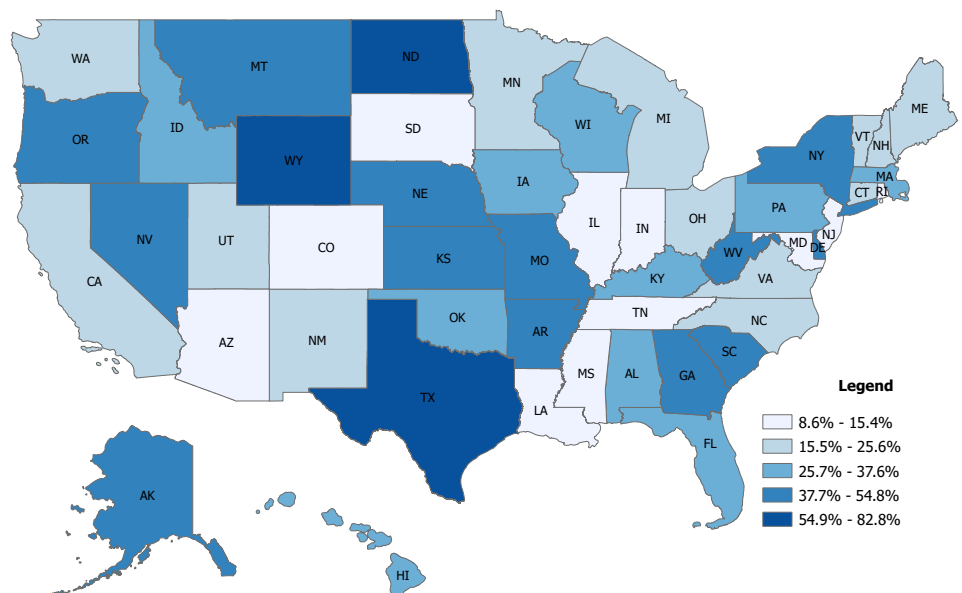 WA
MT
ND
MN
ME
OR
ID
WY
SD
WI
MI
VT
NH
NY
MA
CT
RI
NE
IA
PA
NV
UT
CO
KS
MO
IL
IN
OH
NJ
MD
DE
WV
VA
KY
CA
AZ
NM
OK
AR
TN
NC
SC
TX
LA
MS
AL
GA
FL
AK
HI
Legend
8.6% - 15.4%
15.5% - 25.6%
25.7% - 37.6%
37.7% - 54.8%
54.9% - 82.8%